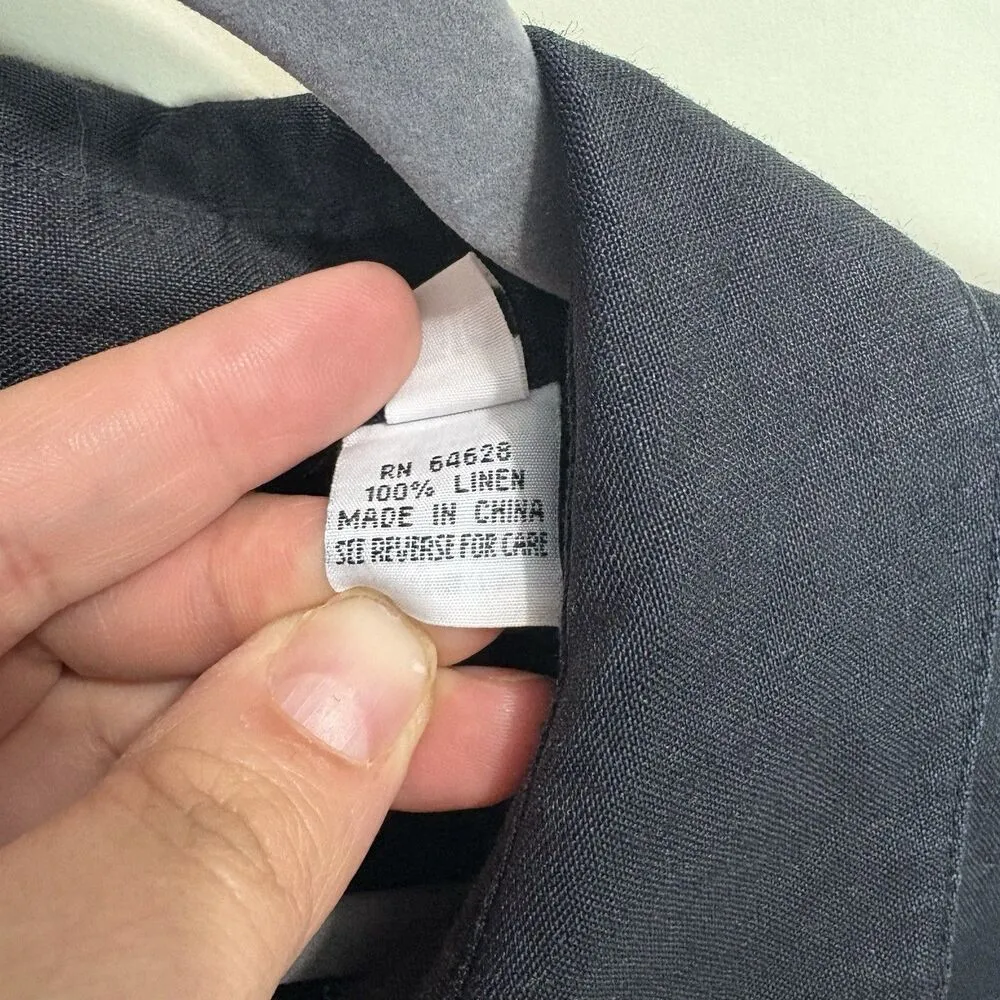 RN 64628
100% LINEN
MADE IN CHINA
SEE REVERSE FOR CARE